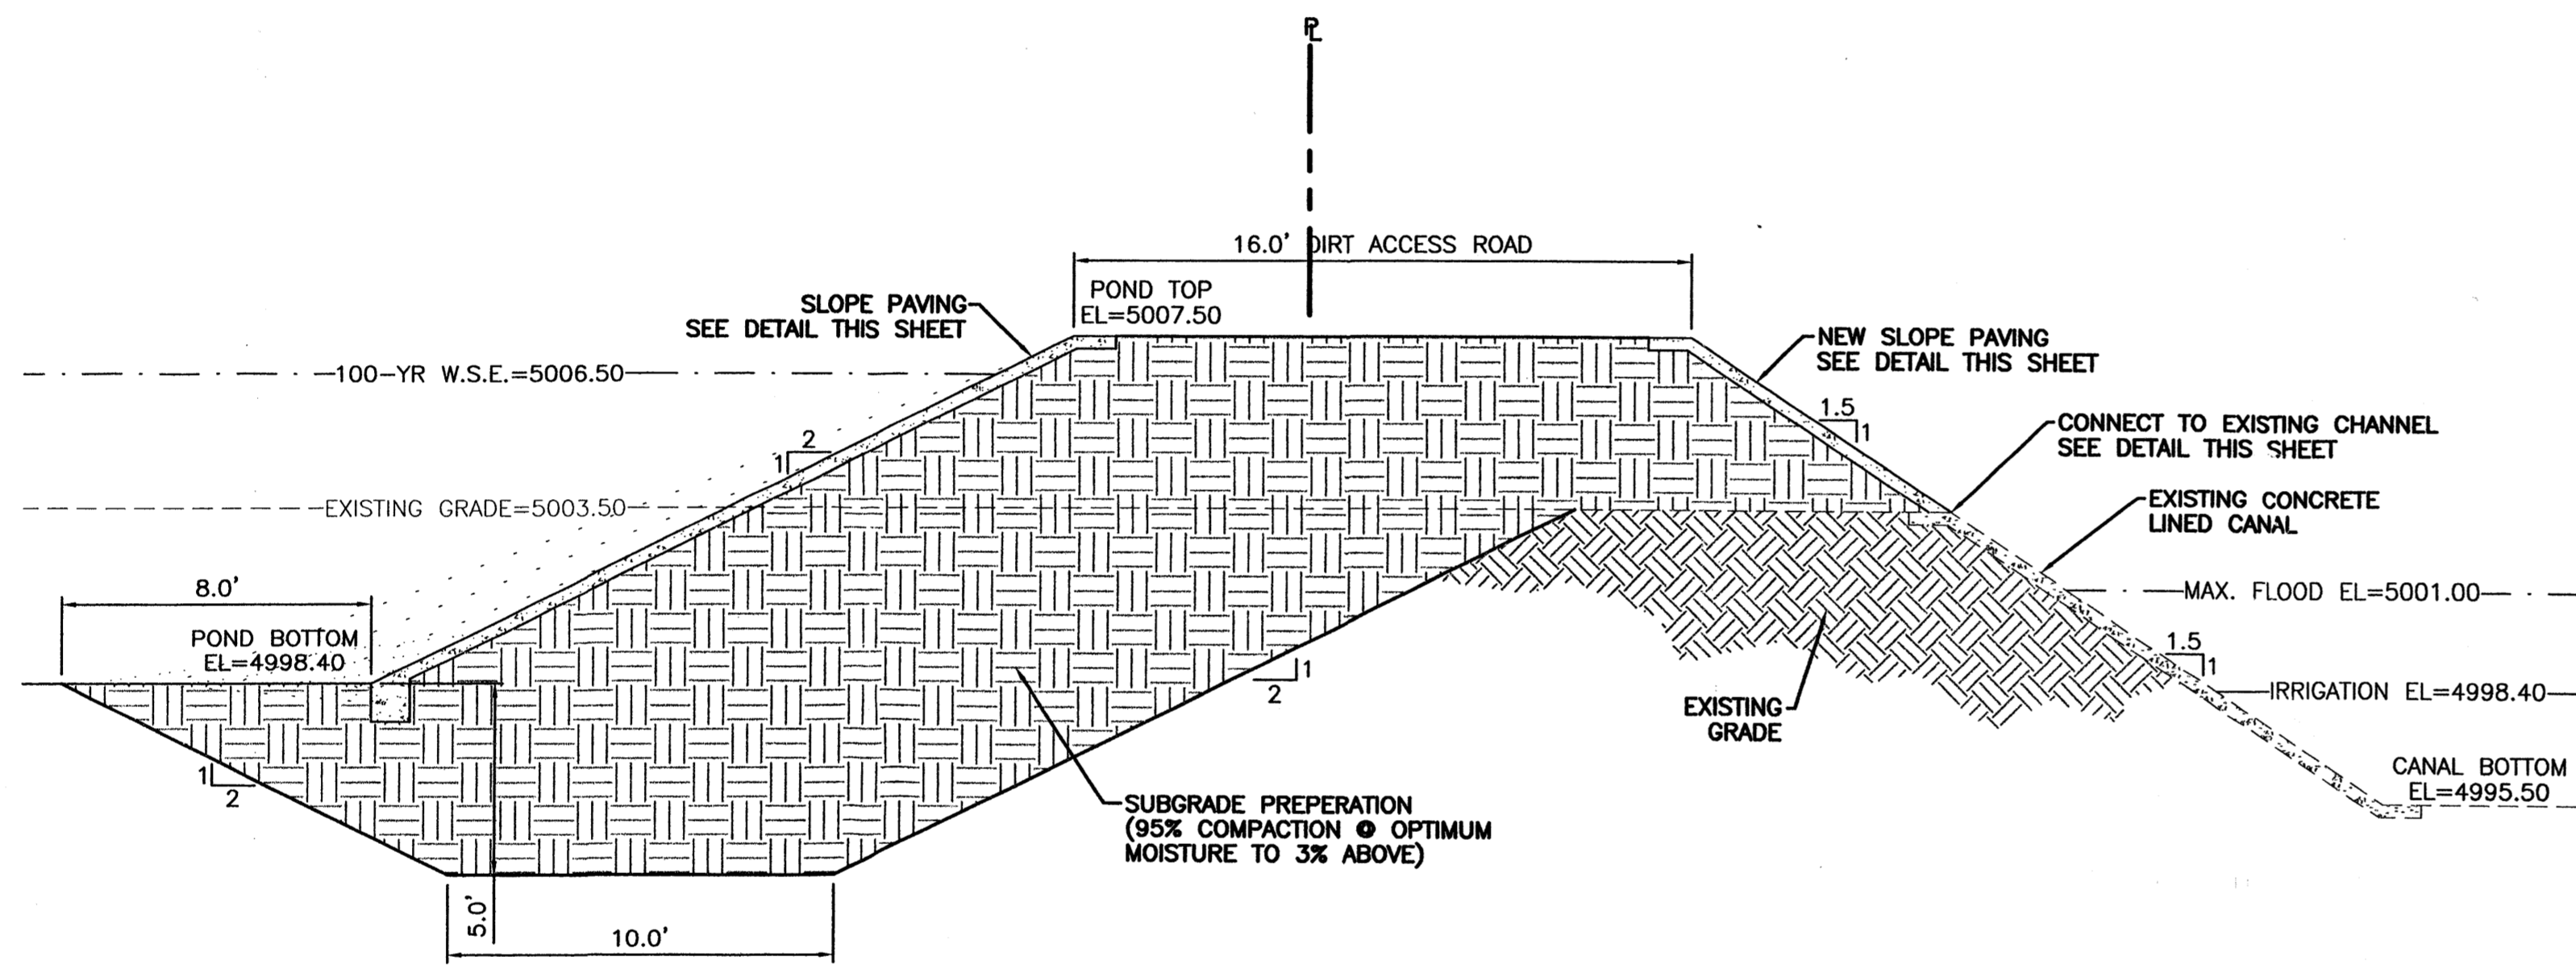 PL
16.0' DIRT ACCESS ROAD
POND TOP
EL=5007.50
SLOPE PAVING
SEE DETAIL THIS SHEET
NEW SLOPE PAVING
SEE DETAIL THIS SHEET
100-YR W.S.E.=5006.50
1.5
1
2
1
CONNECT TO EXISTING CHANNEL
SEE DETAIL THIS SHEET
EXISTING GRADE=5003.50
EXISTING CONCRETE
LINED CANAL
8.0'
MAX. FLOOD EL=5001.00
POND BOTTOM
EL=4998.40
1.5
1
1
2
IRRIGATION EL=4998.40
EXISTING
GRADE
1
2
CANAL BOTTOM
EL=4995.50
SUBGRADE PREPERATION
(95% COMPACTION @ OPTIMUM
MOISTURE TO 3% ABOVE)
5.0'
10.0'